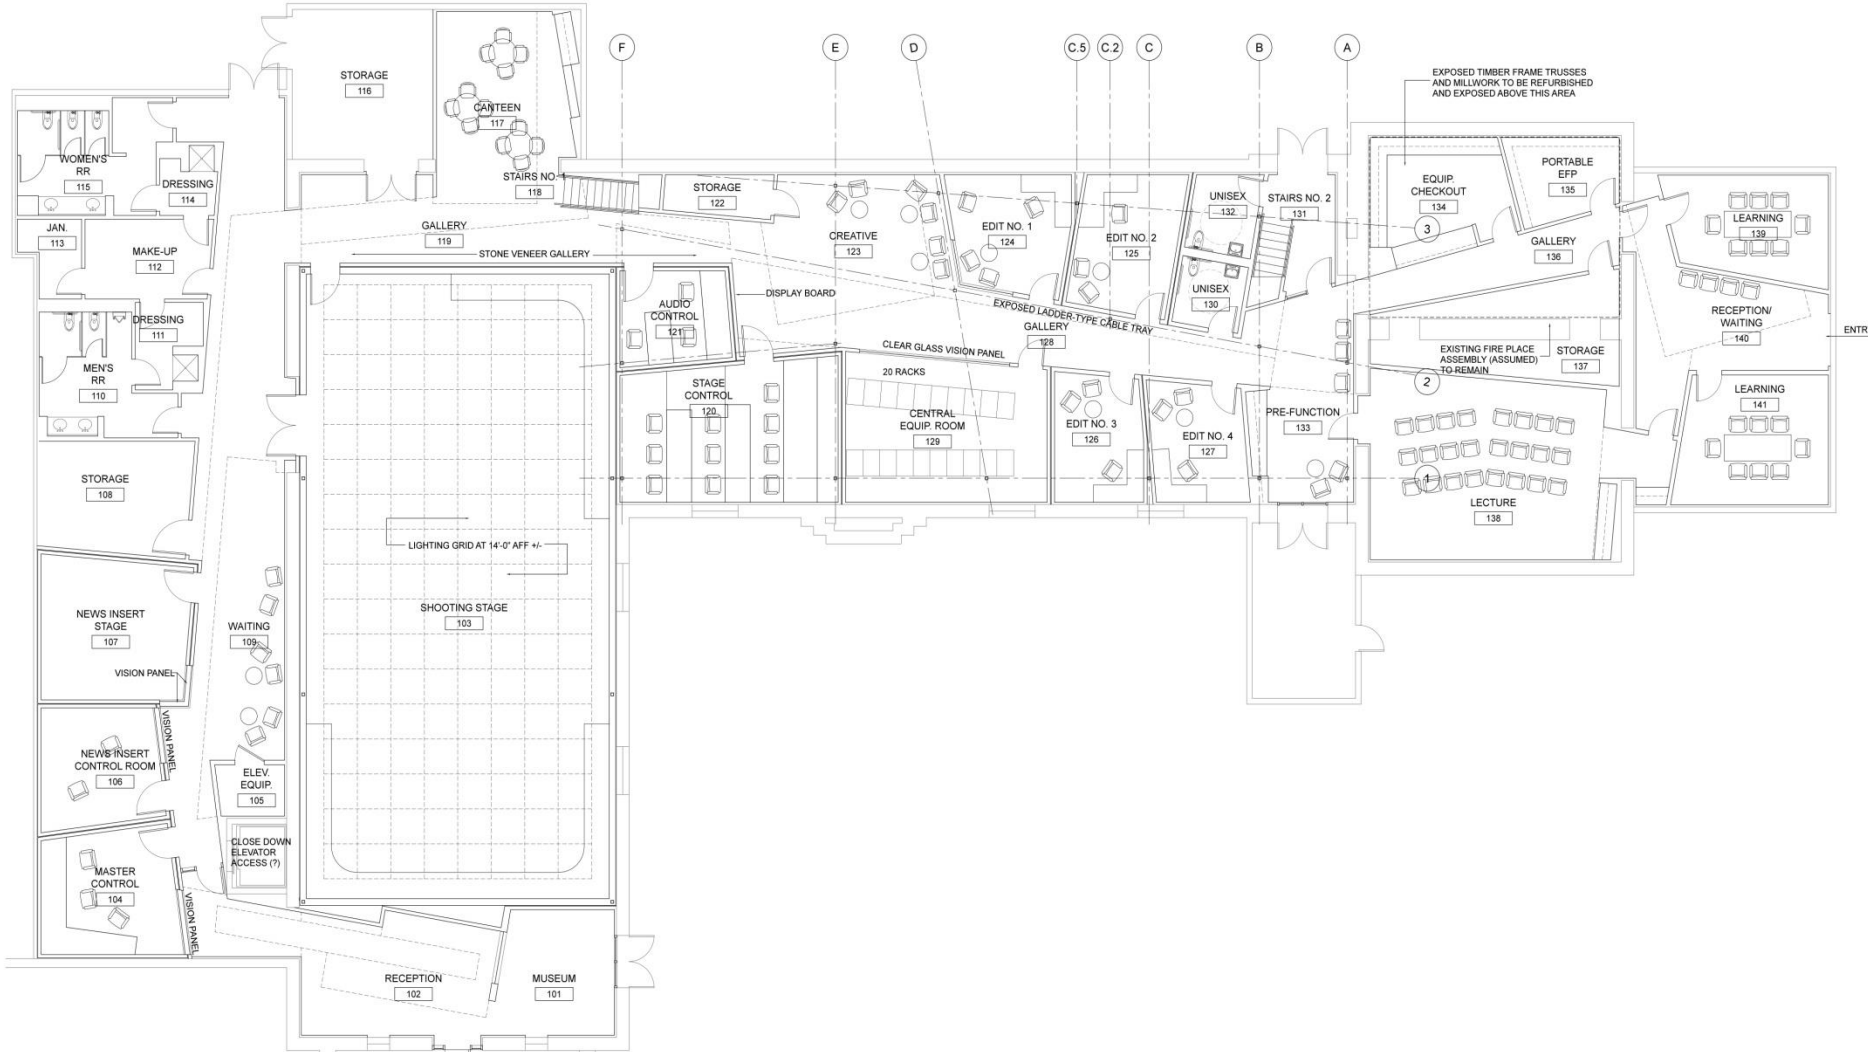 F
E
D
C.5
C.2
C
B
A
STORAGE
116
CANTEEN
117
EXPOSED TIMBER FRAME TRUSSES
AND MILLWORK TO BE REFURBISHED
AND EXPOSED ABOVE THIS AREA
WOMEN'S
RR
115
DRESSING
114
STAIRS NO.
118
STORAGE
122
UNISEX
132
STAIRS NO. 2
131
EQUIP.
CHECKOUT
134
PORTABLE
EFP
135
LEARNING
139
JAN.
113
MAKE-UP
112
GALLERY
119
STONE VENEER GALLERY
CREATIVE
123
EDIT NO. 1
124
EDIT NO. 2
125
3
GALLERY
136
UNISEX
130
DISPLAY BOARD
AUDIO
CONTROL
121
EXPOSED LADDER-TYPE CABLE TRAY
GALLERY
128
CLEAR GLASS VISION PANEL
DRESSING
111
MEN'S
RR
110
RECEPTION/
WAITING
140
ENTR
EXISTING FIRE PLACE
ASSEMBLY (ASSUMED)
TO REMAIN
STORAGE
137
2
STAGE
CONTROL
120
20 RACKS
CENTRAL
EQUIP. ROOM
129
EDIT NO. 3
126
EDIT NO. 4
127
PRE-FUNCTION
133
LEARNING
141
STORAGE
108
1
LECTURE
138
LIGHTING GRID AT 14'-0" AFF +/-
SHOOTING STAGE
103
NEWS INSERT
STAGE
107
WAITING
109
VISION PANEL
VISION PANEL
NEWS INSERT
CONTROL ROOM
106
ELEV.
EQUIP.
105
CLOSE DOWN
ELEVATOR
ACCESS (?)
MASTER
CONTROL
104
VISION PANEL
RECEPTION
102
MUSEUM
101